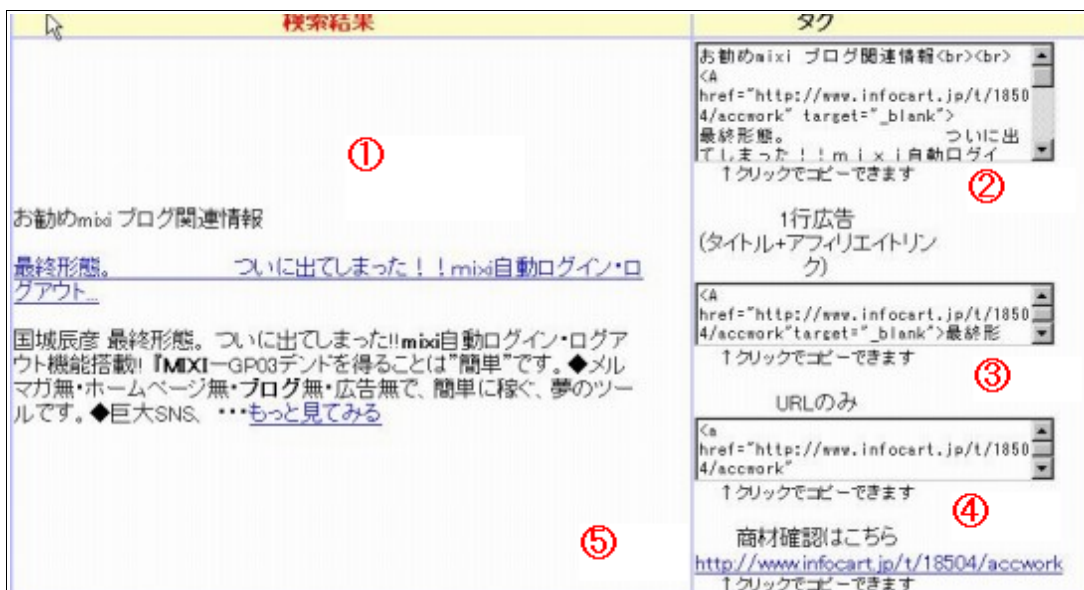 検索結果
タグ
①
お勧めmixi ブログ関連情報
最終形態。 ついに出てしまった！！mixi自動ログイン・ロ
グアウト...
国城辰彦 最終形態。ついに出てしまった!!mixi自動ログイン・ログア
ウト機能搭載!!『MIXIーGP03デンドを得ることは”簡単”です。◆メル
マガ無・ホームページ無・ブログ無・広告無で、簡単に稼ぐ、夢のツー
ルです。◆巨大SNS、・・・もっと見てみる
⑤
お勧めmixi ブログ関連情報<br><br>
<A
href="http://www.infocart.jp/t/1850
4/accwork" target="_blank">
最終形態。 ついに出
てしまった！！ｍｉｘｉ自動ログイ
↑クリックでコピーできます
②
1行広告
(タイトル+アフィリエイトリン
ク)
<A
href="http://www.infocart.jp/t/1850
4/accwork"target="_blank">最終形
↑クリックでコピーできます
③
URLのみ
<a
href="http://www.infocart.jp/t/1850
4/accwork"
↑クリックでコピーできます
④
商材確認はこちら
http://www.infocart.jp/t/18504/accwork
↑クリックでコピーできます